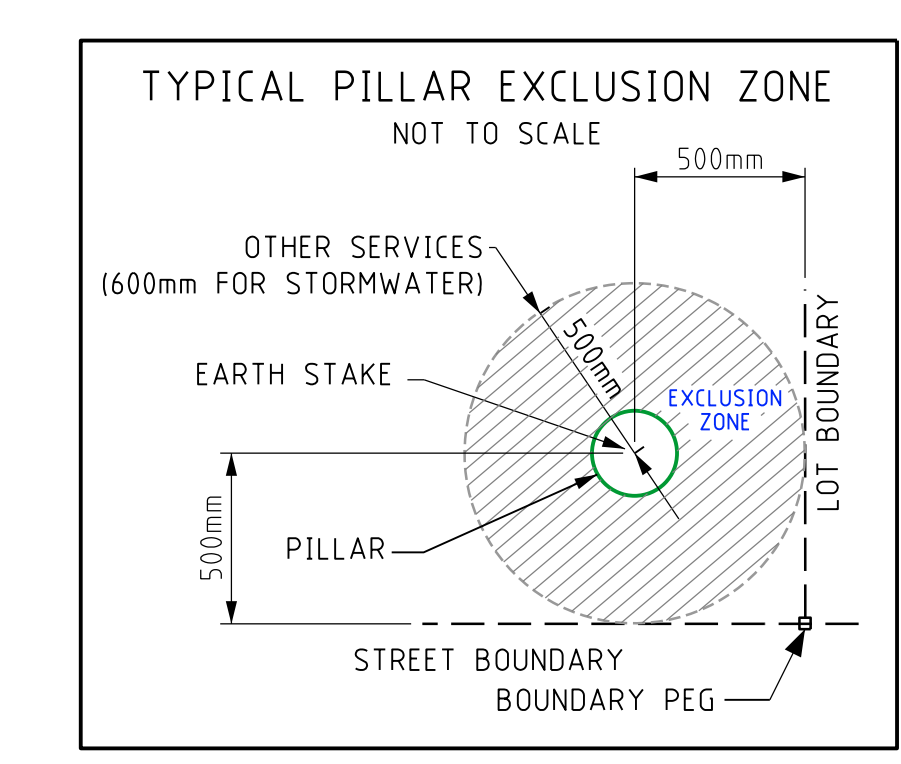 TYPICAL PILLAR EXCLUSION ZONE
NOT TO SCALE
500mm
OTHER SERVICES
(600mm FOR STORMWATER)
500mm
EARTH STAKE
EXCLUSION
ZONE
LOT BOUNDARY
500mm
PILLAR
STREET BOUNDARY
BOUNDARY PEG